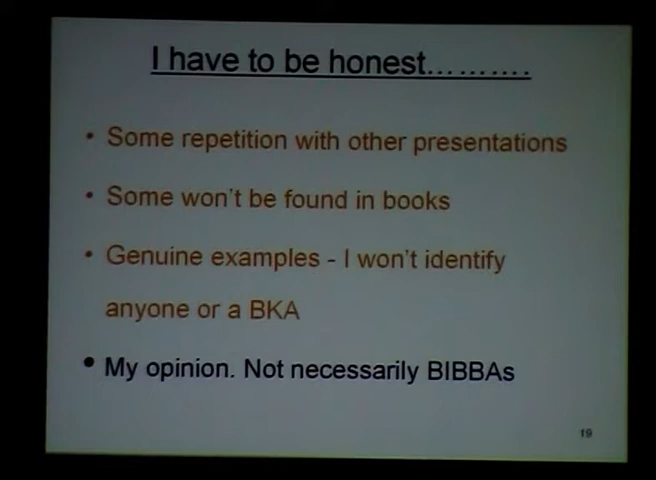 I have to be honest……….
• Some repetition with other presentations
• Some won't be found in books
• Genuine examples - I won't identify
anyone or a BKA
• My opinion. Not necessarily BIBBAs
19